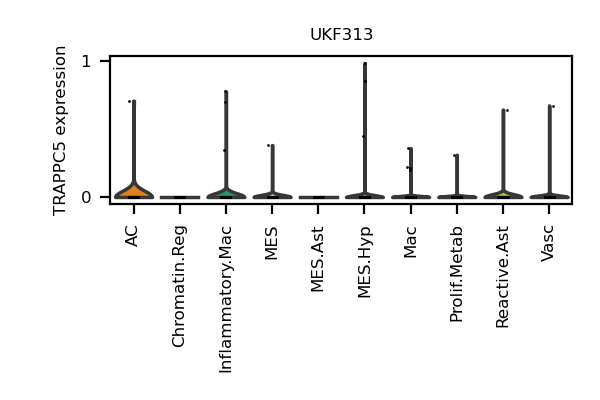 UKF313
TRAPPC5 expression
1
0
AC
Chromatin.Reg
Inflammatory.Mac
MES
MES.Ast
MES.Hyp
Mac
Prolif.Metab
Reactive.Ast
Vasc